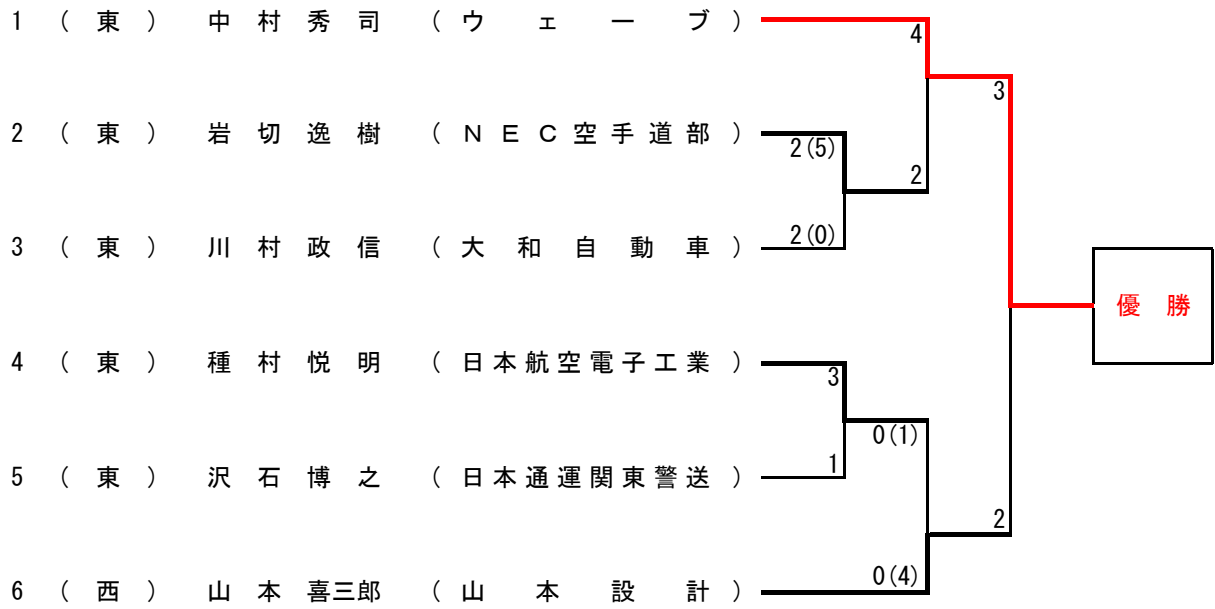 1 （ 東 ） 中 村 秀 司 （ ウ ェ ー ブ ）
4
3
2 （ 東 ） 岩 切 逸 樹 （ Ｎ Ｅ Ｃ 空 手 道 部 ）
2(5)
2
3 （ 東 ） 川 村 政 信 （ 大 和 自 動 車 ）
2(0)
優 勝
4 （ 東 ） 種 村 悦 明 （ 日 本 航 空 電 子 工 業 ）
3
0(1)
5 （ 東 ） 沢 石 博 之 （ 日 本 通 運 関 東 警 送 ）
1
2
6 （ 西 ） 山 本 喜三郎 （ 山 本 設 計 ）
0(4)